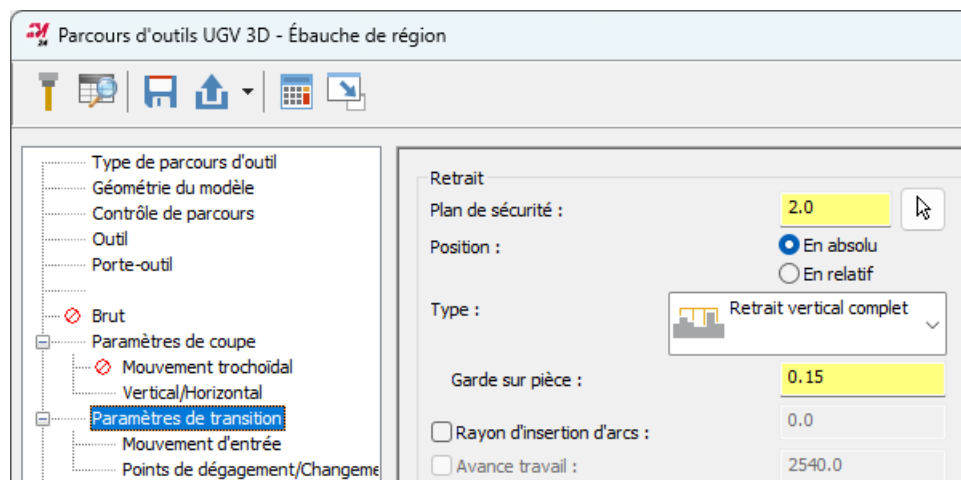 Parcours d'outils UGV 3D - Ébauche de région
Type de parcours d'outil
Géométrie du modèle
Contrôle de parcours
Outil
Porte-outil
Brut
Paramètres de coupe
Mouvement trochoïdal
Vertical/Horizontal
Paramètres de transition
Mouvement d'entrée
Points de dégagement/Changeme
Retrait
Plan de sécurité : 2.0
Position : En absolu
En relatif
Type : Retrait vertical complet
Garde sur pièce : 0.15
Rayon d'insertion d'arcs : 0.0
Avance travail : 2540.0